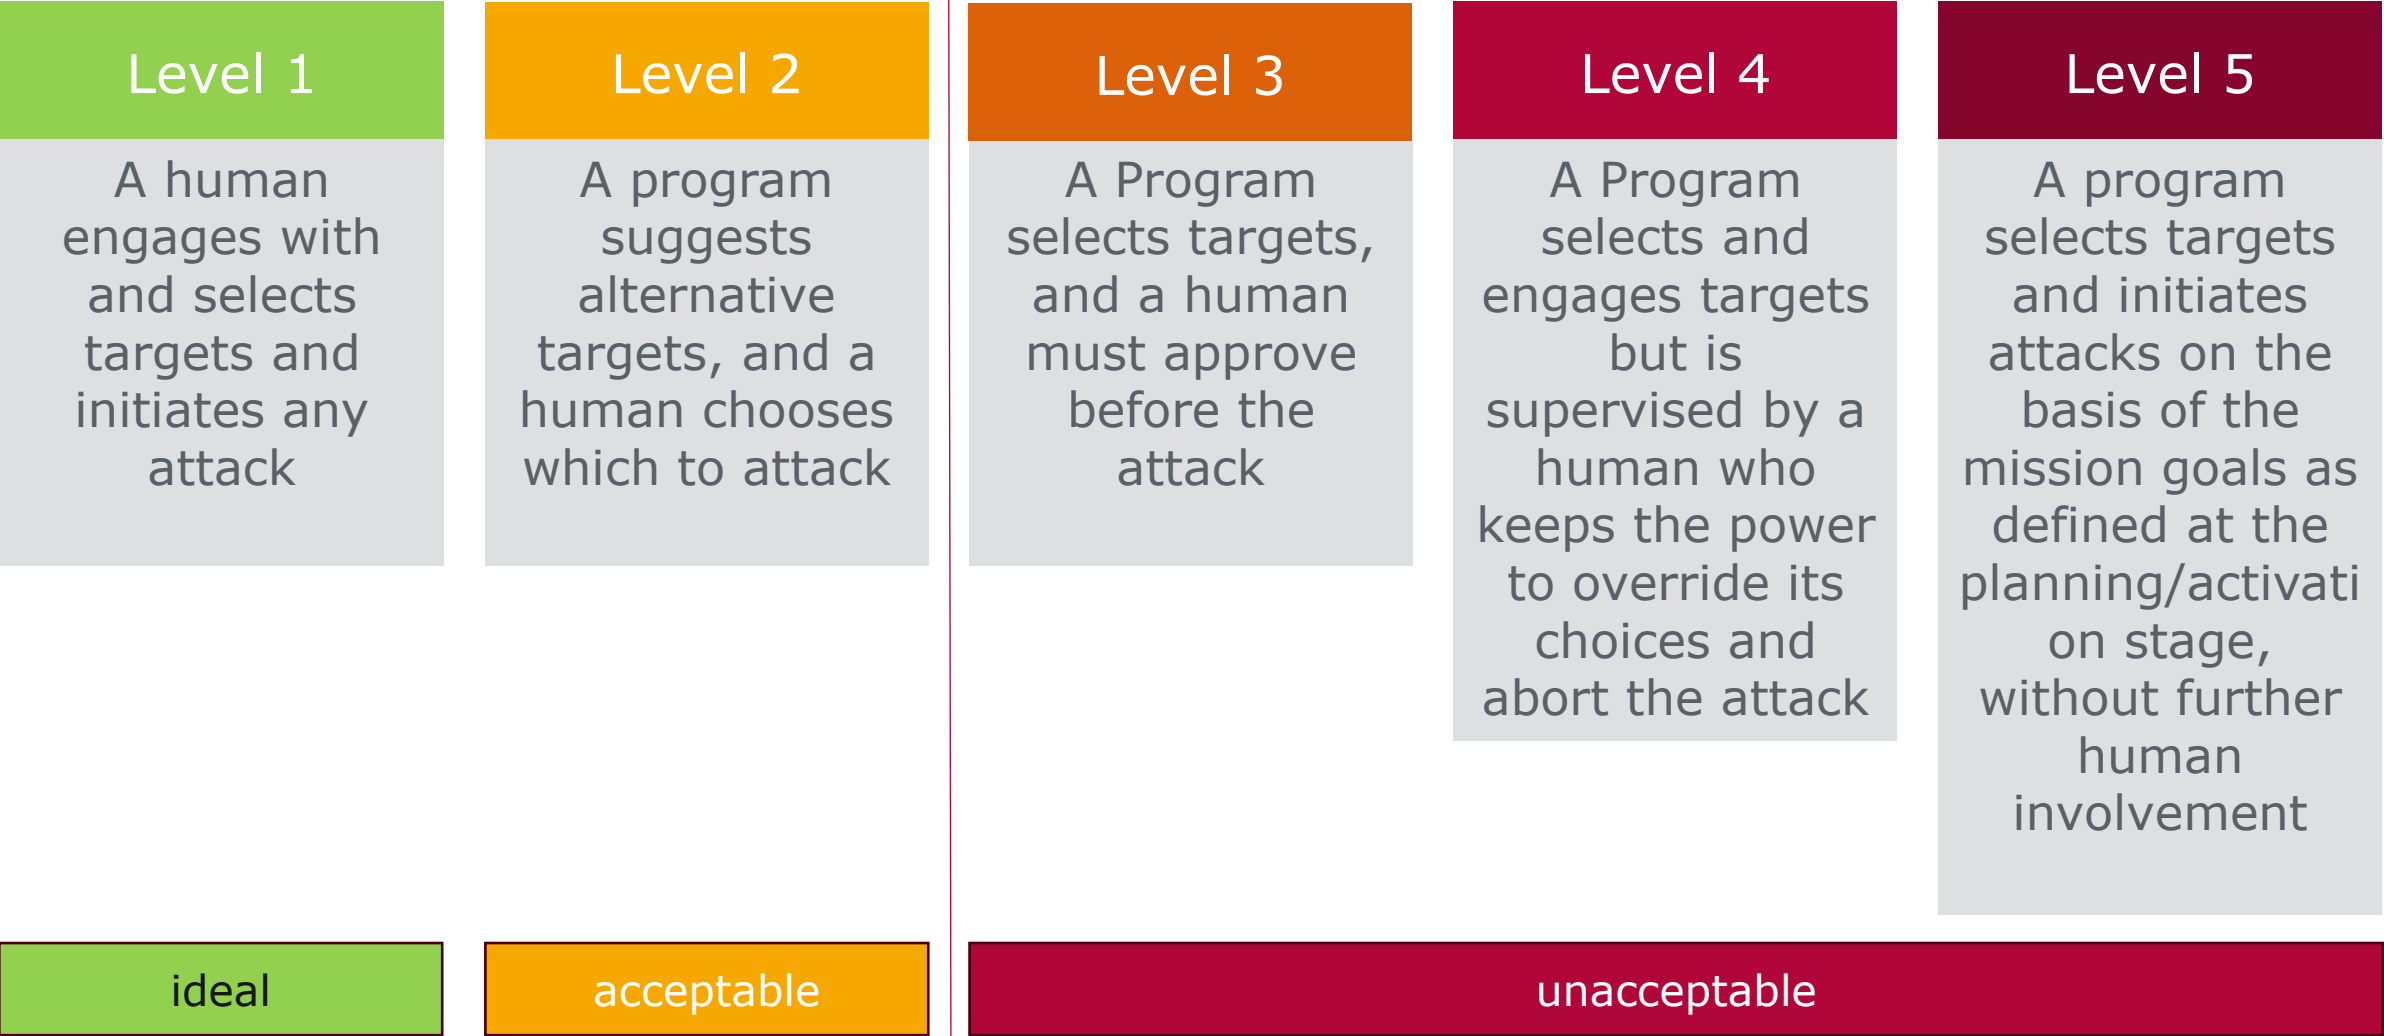 Level 1
A human
engages with
and selects
targets and
initiates any
attack
Level 2
A program
suggests
alternative
targets, and a
human chooses
which to attack
Level 3
A Program
selects targets,
and a human
must approve
before the
attack
Level 4
A Program
selects and
engages targets
but is
supervised by a
human who
keeps the power
to override its
choices and
abort the attack
Level 5
A program
selects targets
and initiates
attacks on the
basis of the
mission goals as
defined at the
planning/activati
on stage,
without further
human
involvement
ideal
acceptable
unacceptable